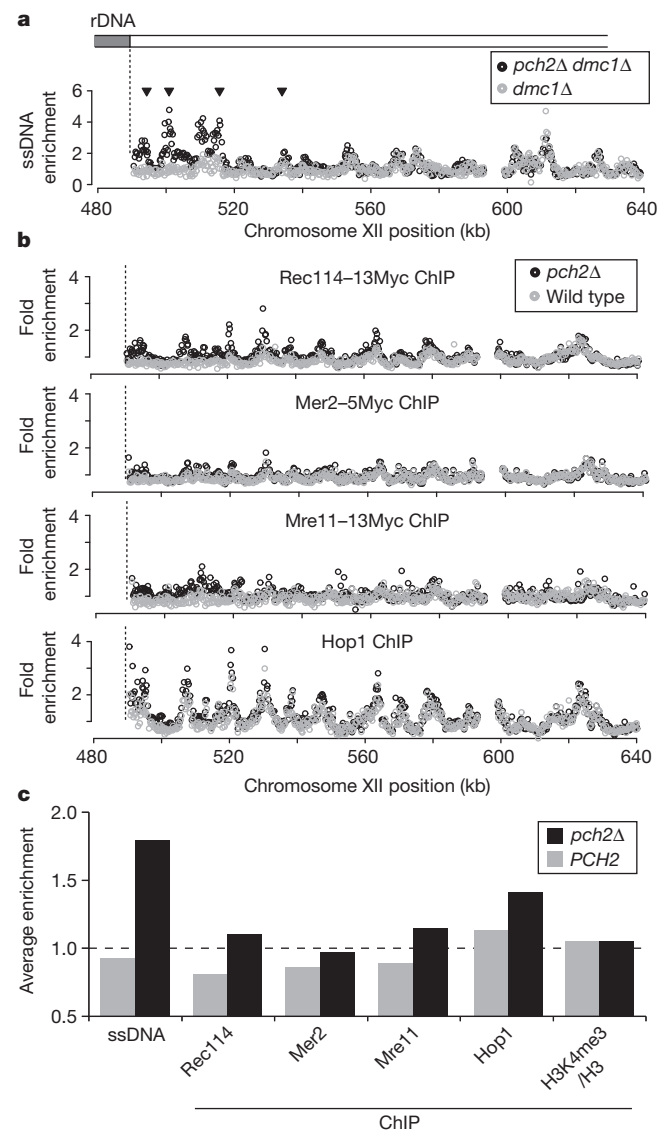 a
rDNA
pch2Δ dmc1Δ
dmc1Δ
ssDNA
enrichment
6
4
2
0
480 520 560 600 640
Chromosome XII position (kb)
b
Rec114–13Myc ChIP
pch2Δ
Wild type
Fold
enrichment
4
2
Mer2–5Myc ChIP
Fold
enrichment
4
2
Mre11–13Myc ChIP
Fold
enrichment
4
2
Hop1 ChIP
Fold
enrichment
4
2
480 520 560 600 640
Chromosome XII position (kb)
c
pch2Δ
PCH2
Average enrichment
2.0
1.5
1.0
0.5
ssDNA
Rec114
Mer2
Mre11
Hop1
H3K4me3
/H3
ChIP